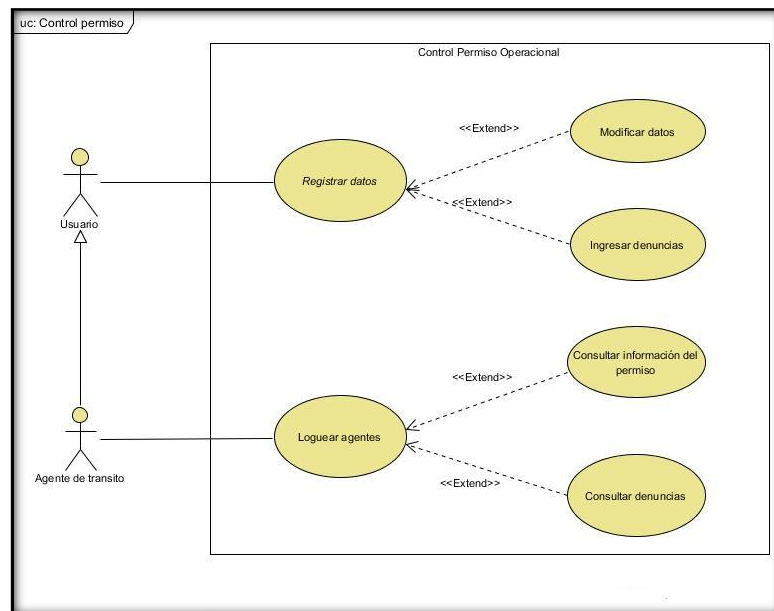 uc: Control permiso
Control Permiso Operacional
<<Extend>>
Modificar datos
Registrar datos
<<Extend>>
Usuario
Ingresar denuncias
Consultar información del
permiso
<<Extend>>
Loguear agentes
Agente de transito
<<Extend>>
Consultar denuncias